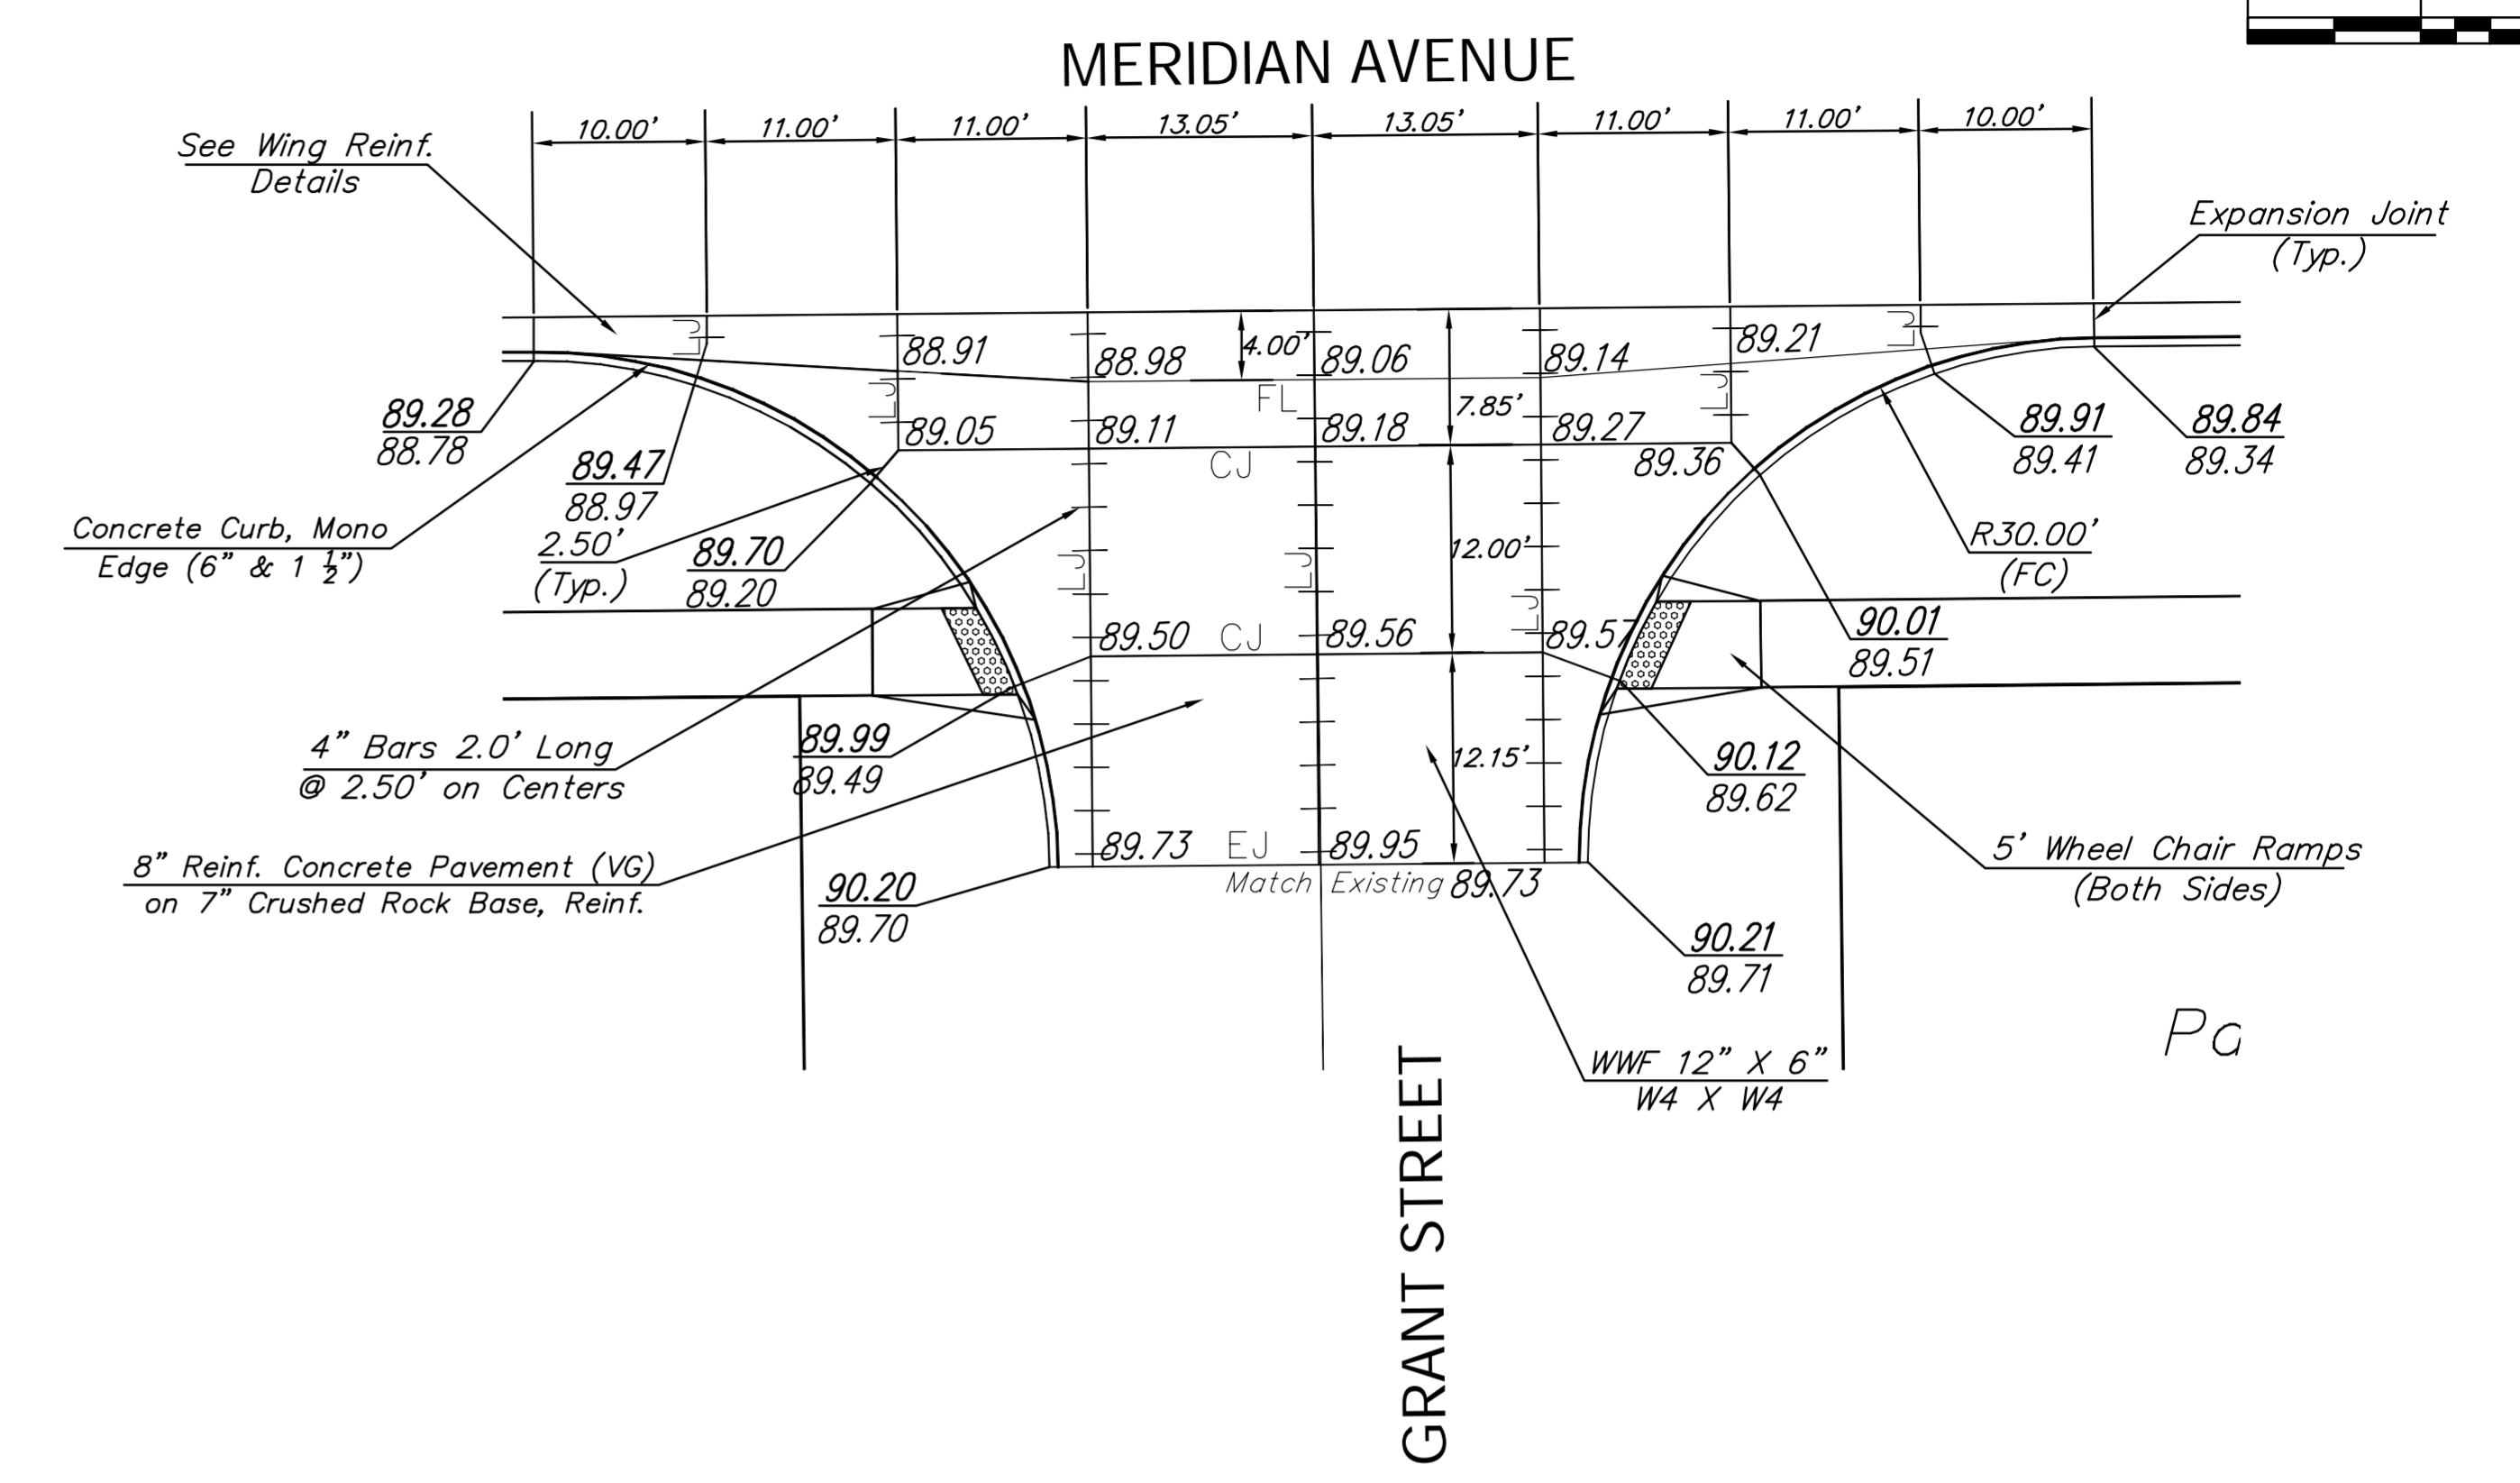 MERIDIAN AVENUE
10.00' 11.00' 11.00' 13.05' 13.05' 11.00' 11.00' 10.00'
See Wing Reinf.
Details
Expansion Joint
(Typ.)
LJ LJ
88.91 88.98 4.00' 89.06 89.14 89.21
LJ FL 7.85' LJ
89.28
88.78
89.05 89.11 89.18 89.27
89.91
89.41
89.84
89.34
89.47
88.97
CJ 89.36
Concrete Curb, Mono
Edge (6" & 1 ½")
2.50'
(Typ.)
89.70
89.20
LJ LJ 12.00' LJ
R30.00'
(FC)
89.50 CJ 89.56 89.57
90.01
89.51
4" Bars 2.0' Long
@ 2.50' on Centers
89.99
89.49
12.15'
90.12
89.62
8" Reinf. Concrete Pavement (VG)
on 7" Crushed Rock Base, Reinf.
89.73 EJ 89.95
5' Wheel Chair Ramps
(Both Sides)
Match Existing 89.73
90.20
89.70
90.21
89.71
WWF 12" X 6"
W4 X W4
GRANT STREET